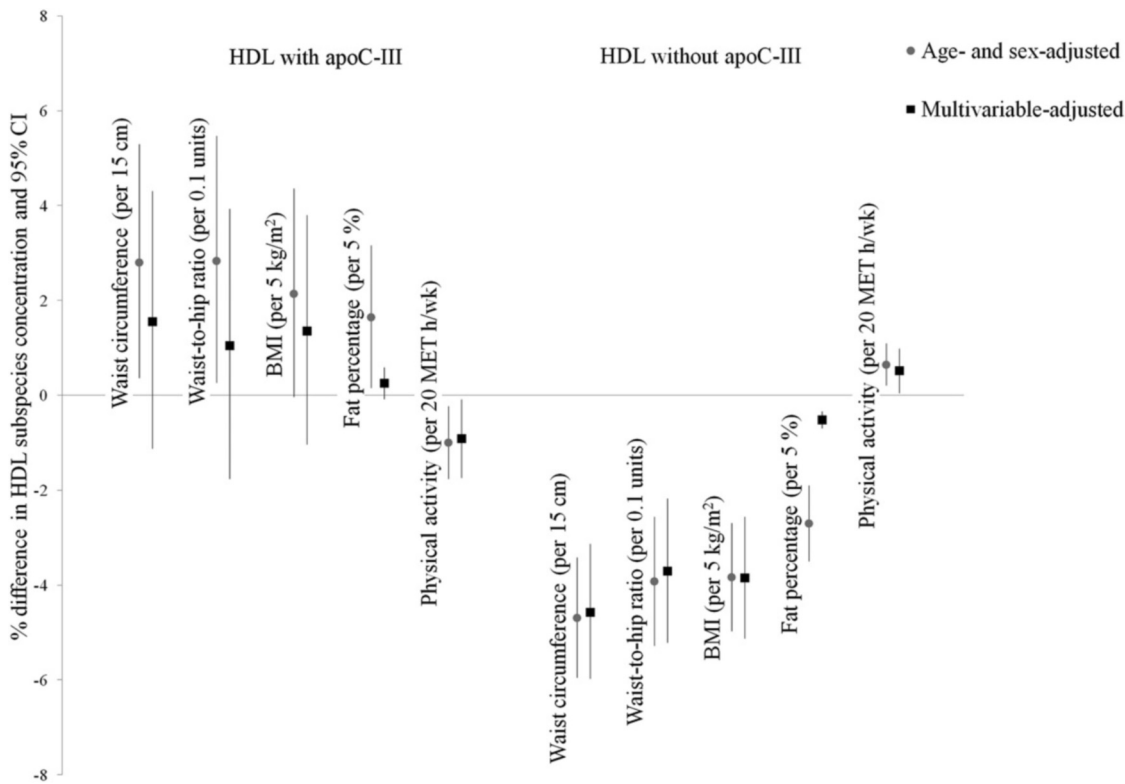 8
6
4
2
0
-2
-4
-6
-8
% difference in HDL subspecies concentration and 95% CI
HDL with apoC-III
HDL without apoC-III
Age- and sex-adjusted
Multivariable-adjusted
Waist circumference (per 15 cm)
Waist-to-hip ratio (per 0.1 units)
BMI (per 5 kg/m²)
Fat percentage (per 5 %)
Physical activity (per 20 MET h/wk)
Waist circumference (per 15 cm)
Waist-to-hip ratio (per 0.1 units)
BMI (per 5 kg/m²)
Fat percentage (per 5 %)
Physical activity (per 20 MET h/wk)